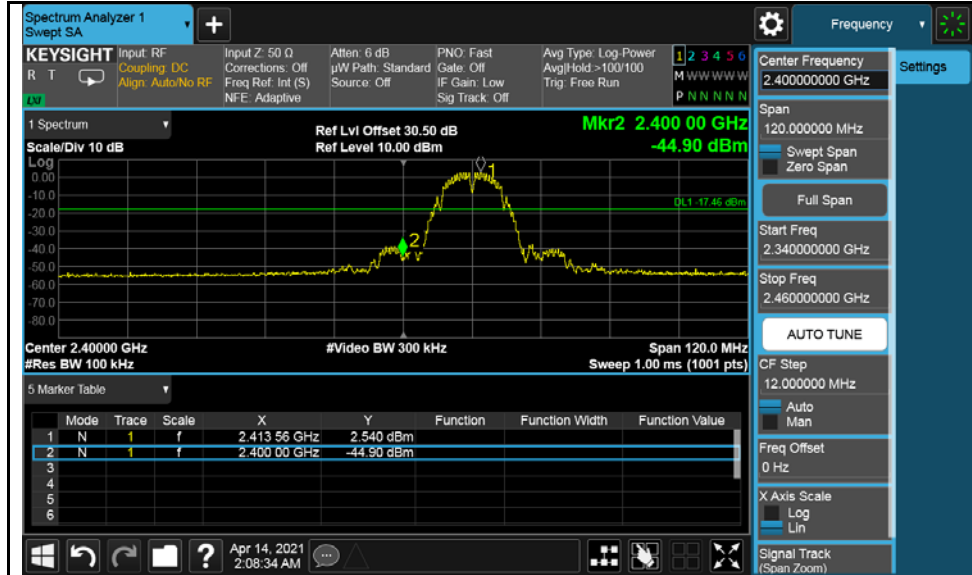 Spectrum Analyzer 1
Swept SA
+
Frequency
KEYSIGHT
R T
LXI
Input: RF
Coupling: DC
Align: Auto/No RF
Input Z: 50 Ω
Corrections: Off
Freq Ref: Int (S)
NFE: Adaptive
Atten: 6 dB
µW Path: Standard
Source: Off
PNO: Fast
Gate: Off
IF Gain: Low
Sig Track: Off
Avg Type: Log-Power
Avg|Hold:>100/100
Trig: Free Run
1 2 3 4 5 6
M W W W W W
P N N N N N
1 Spectrum
Scale/Div 10 dB
Ref Lvl Offset 30.50 dB
Ref Level 10.00 dBm
Mkr2 2.400 00 GHz
-44.90 dBm
Log
0.00
-10.0
-20.0
-30.0
-40.0
-50.0
-60.0
-70.0
-80.0
1
DL1 -17.46 dBm
2
Center 2.40000 GHz
#Res BW 100 kHz
#Video BW 300 kHz
Span 120.0 MHz
Sweep 1.00 ms (1001 pts)
5 Marker Table
Mode Trace Scale X Y Function Function Width Function Value
1 N 1 f 2.413 56 GHz 2.540 dBm
2 N 1 f 2.400 00 GHz -44.90 dBm
3
4
5
6
?
Apr 14, 2021
2:08:34 AM
Center Frequency
2.400000000 GHz
Settings
Span
120.000000 MHz
Swept Span
Zero Span
Full Span
Start Freq
2.340000000 GHz
Stop Freq
2.460000000 GHz
AUTO TUNE
CF Step
12.000000 MHz
Auto
Man
Freq Offset
0 Hz
X Axis Scale
Log
Lin
Signal Track
(Span Zoom)